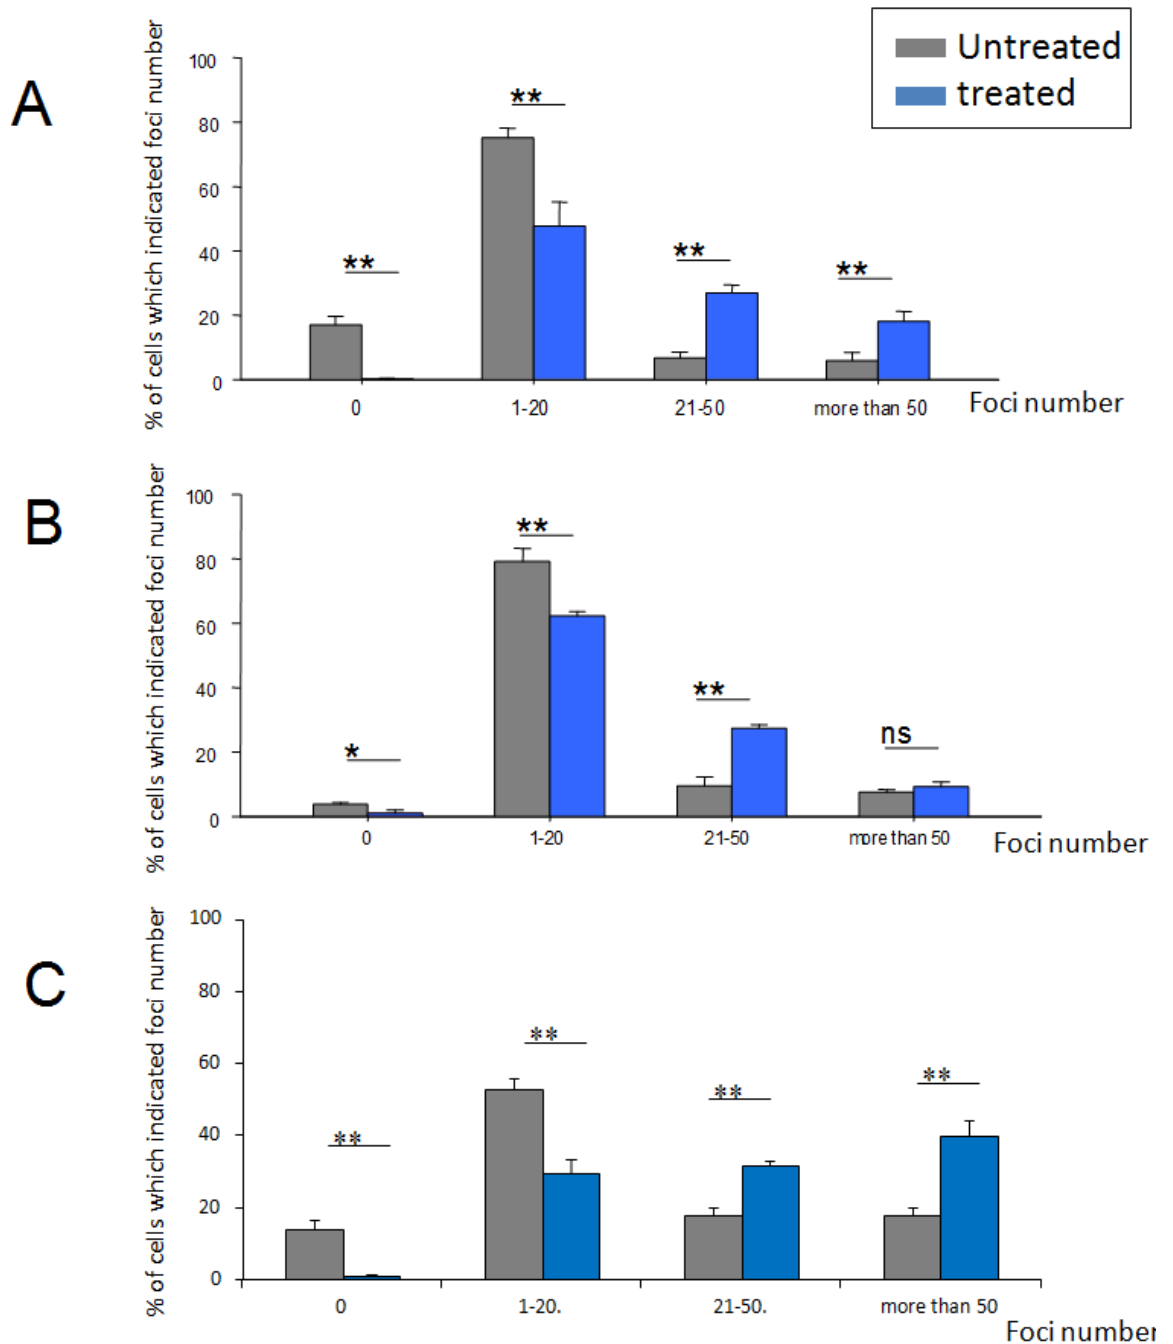 Untreated
treated
A
% of cells which indicated foci number
100
80
60
40
20
0
**
**
**
**
0
1-20
21-50
more than 50
Foci number
B
% of cells which indicated foci number
100
80
60
40
20
0
*
**
**
ns
0
1-20
21-50
more than 50
Foci number
C
% of cells which indicated foci number
100
80
60
40
20
0
**
**
**
**
0
1-20.
21-50.
more than 50
Foci number